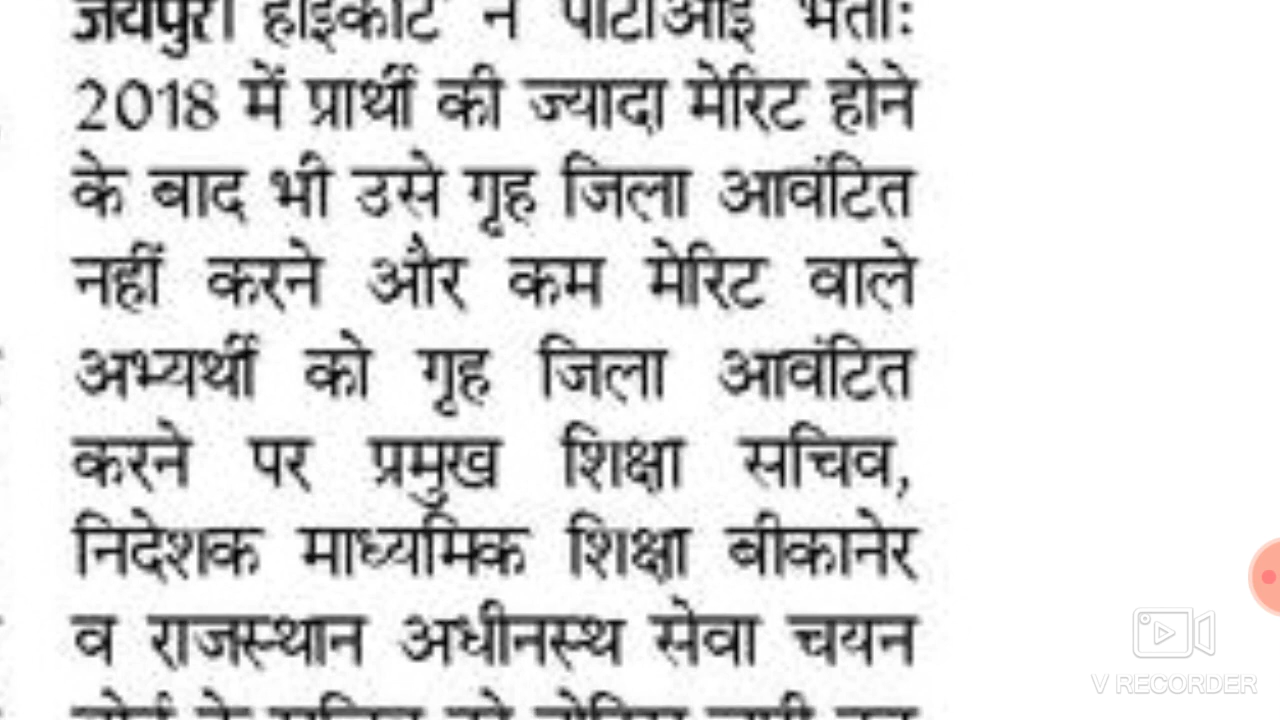 जयपुर। हाईकोर्ट ने पीटीआई भर्ती:
2018 में प्रार्थी की ज्यादा मेरिट होने
के बाद भी उसे गृह जिला आवंटित
नहीं करने और कम मेरिट वाले
अभ्यर्थी को गृह जिला आवंटित
करने पर प्रमुख शिक्षा सचिव,
निदेशक माध्यमिक शिक्षा बीकानेर
व राजस्थान अधीनस्थ सेवा चयन
V RECORDER